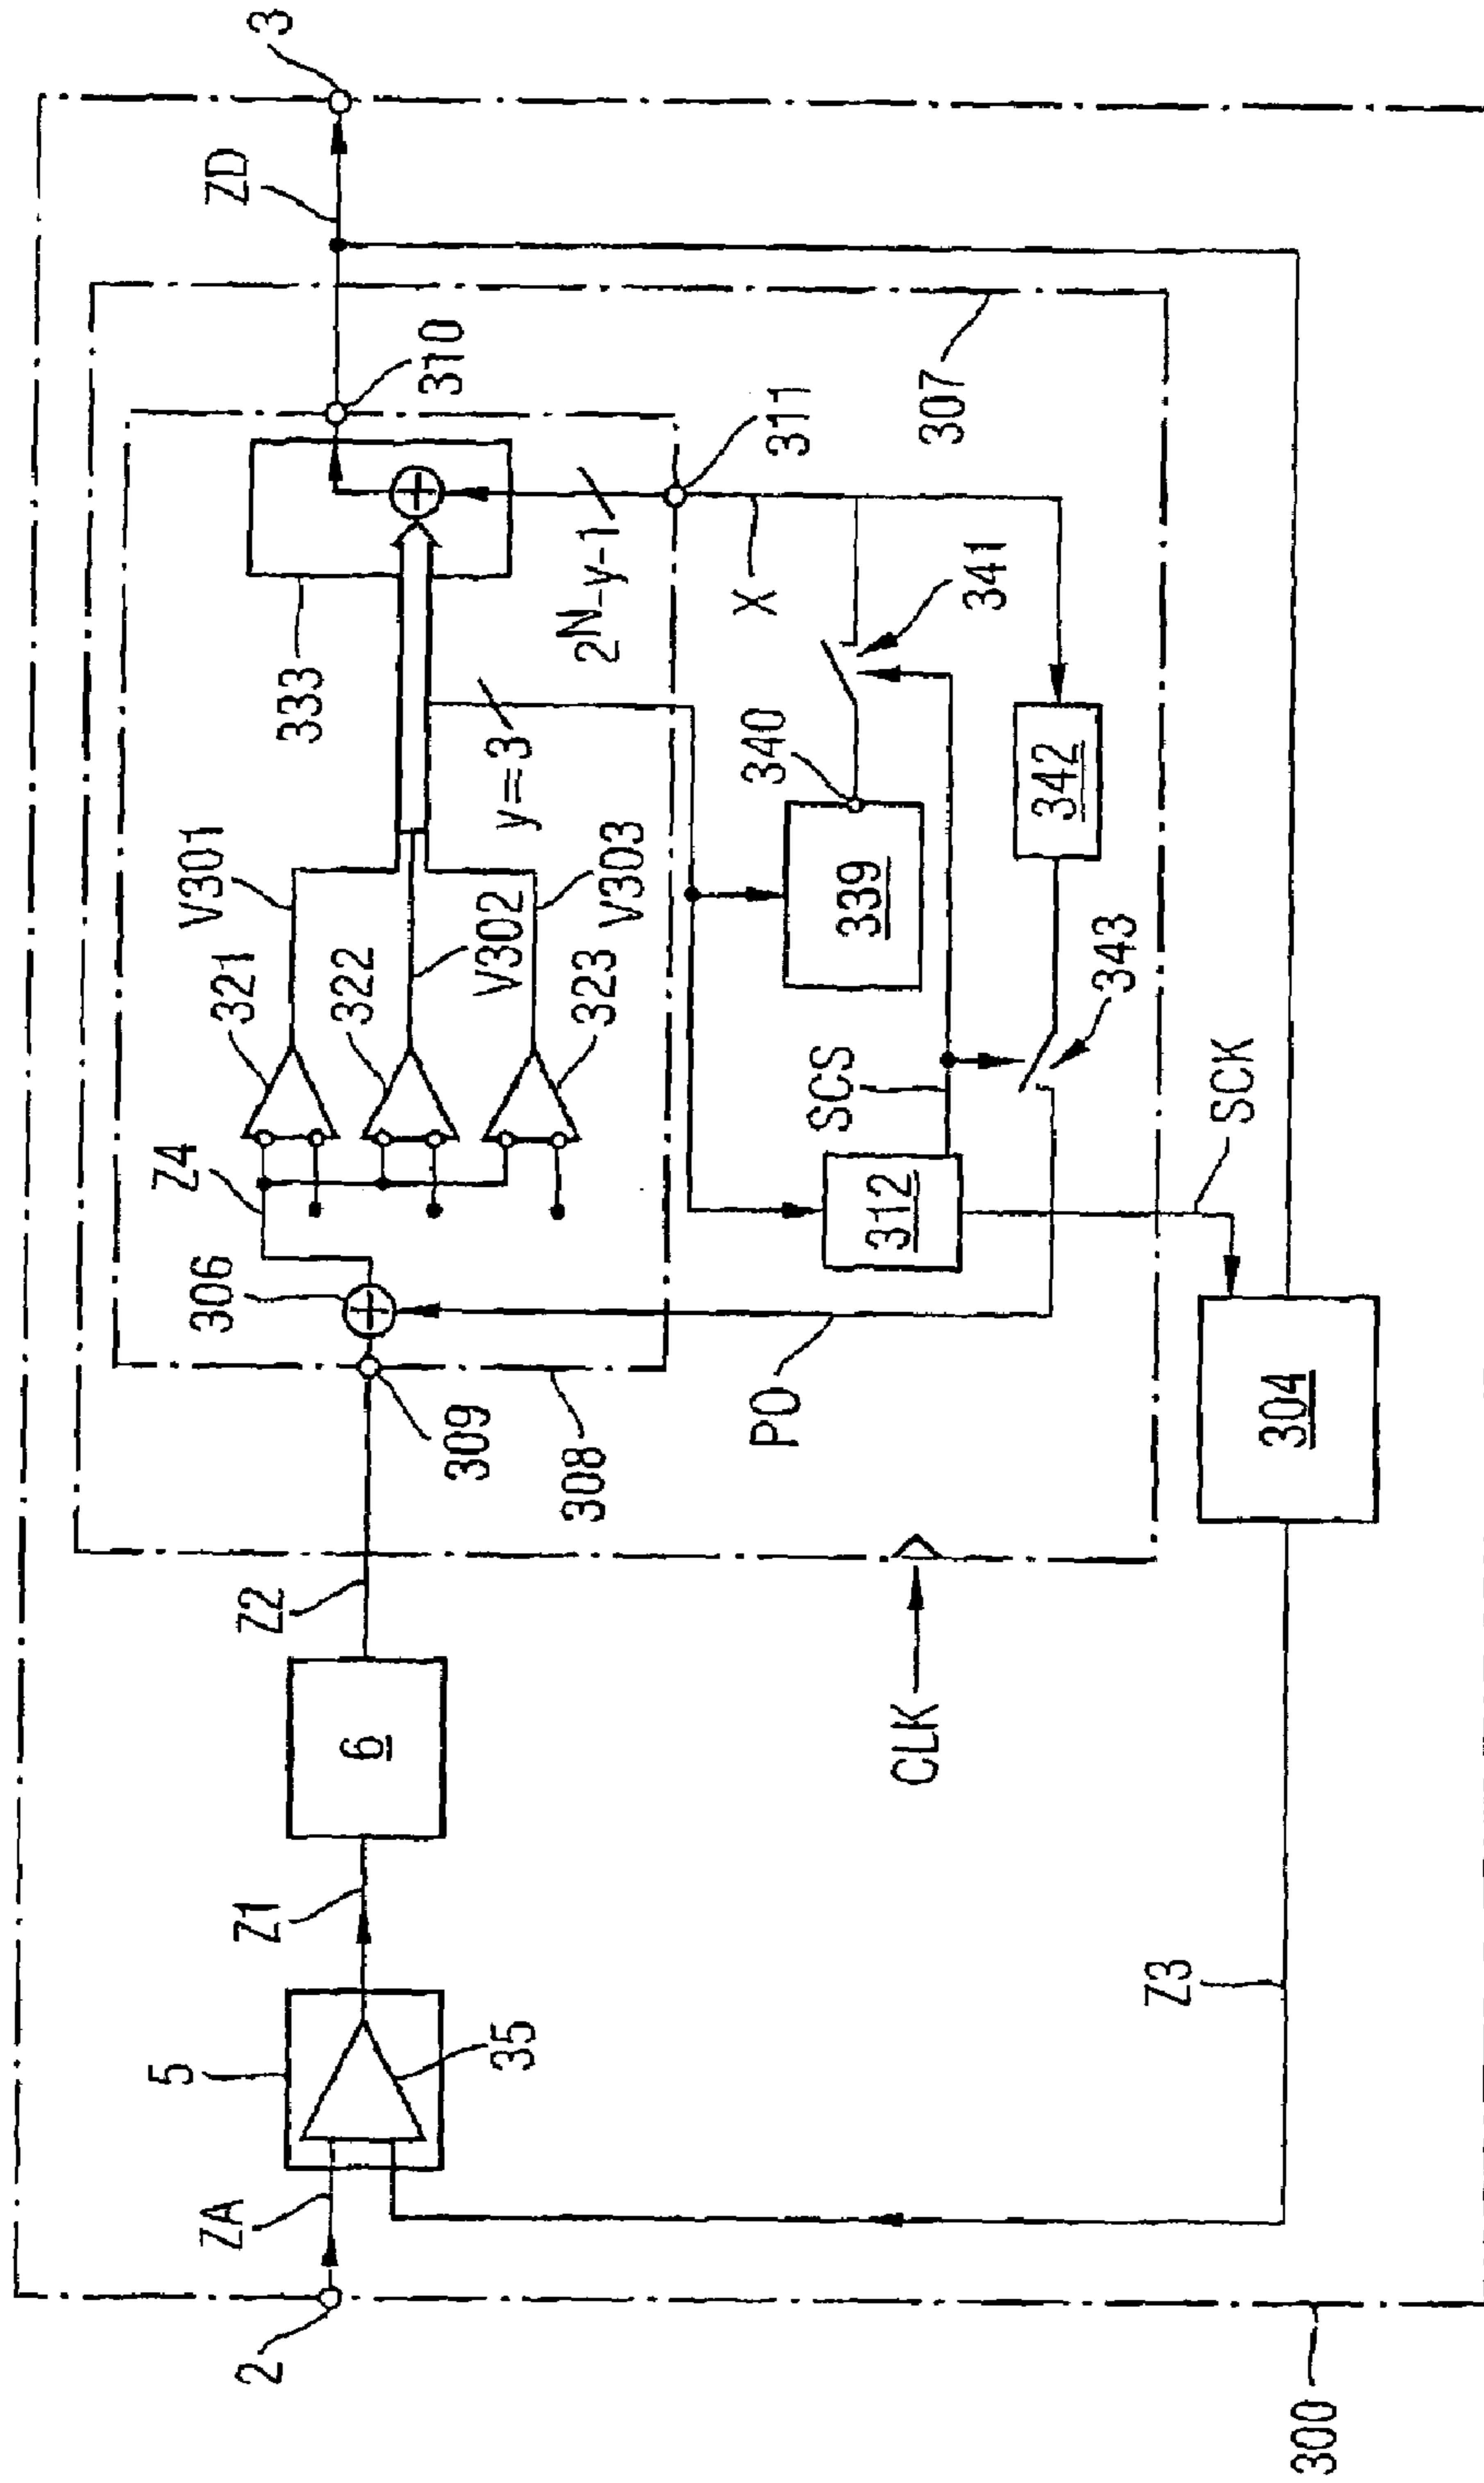 2
ZA
5
35
Z1
6
Z2
309
308
306
Z4
321
322
323
V301
V302
V303
y=3
333
2N-y-1
310
311
X
ZD
3
307
341
340
339
342
343
312
SCS
PO
SCK
304
CLK
Z3
300